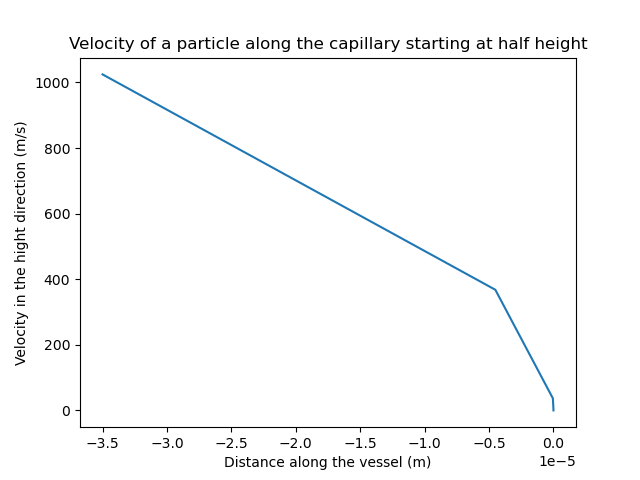 Velocity of a particle along the capillary starting at half height
1000
800
600
400
200
0
Velocity in the hight direction (m/s)
−3.5 −3.0 −2.5 −2.0 −1.5 −1.0 −0.5 0.0
1e−5
Distance along the vessel (m)